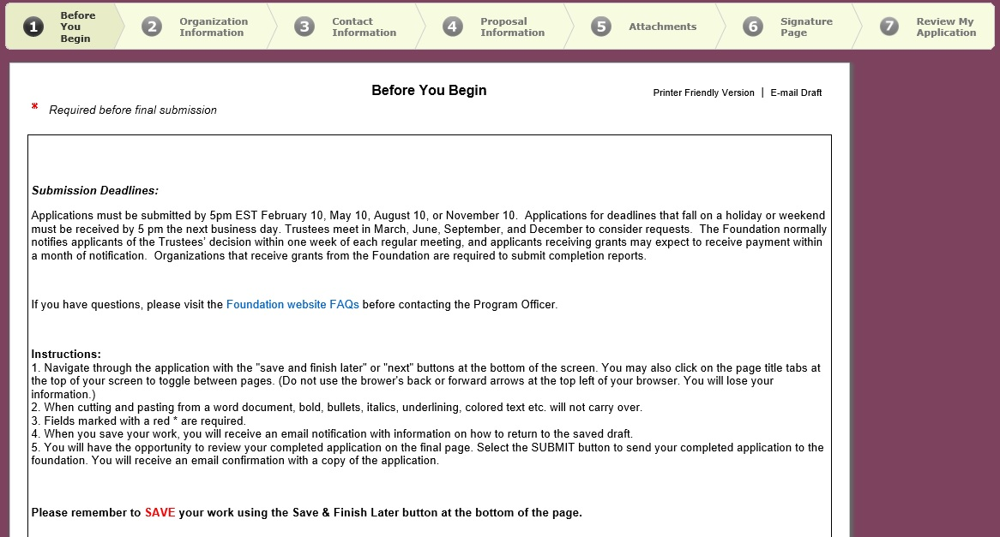 1 Before You Begin
2 Organization Information
3 Contact Information
4 Proposal Information
5 Attachments
6 Signature Page
7 Review My Application
Before You Begin
Printer Friendly Version | E-mail Draft
* Required before final submission
Submission Deadlines:
Applications must be submitted by 5pm EST February 10, May 10, August 10, or November 10.  Applications for deadlines that fall on a holiday or weekend
must be received by 5 pm the next business day. Trustees meet in March, June, September, and December to consider requests.  The Foundation normally
notifies applicants of the Trustees' decision within one week of each regular meeting, and applicants receiving grants may expect to receive payment within
a month of notification.  Organizations that receive grants from the Foundation are required to submit completion reports.
If you have questions, please visit the Foundation website FAQs before contacting the Program Officer.
Instructions:
1. Navigate through the application with the "save and finish later" or "next" buttons at the bottom of the screen. You may also click on the page title tabs at
the top of your screen to toggle between pages. (Do not use the brower's back or forward arrows at the top left of your browser. You will lose your
information.)
2. When cutting and pasting from a word document, bold, bullets, italics, underlining, colored text etc. will not carry over.
3. Fields marked with a red * are required.
4. When you save your work, you will receive an email notification with information on how to return to the saved draft.
5. You will have the opportunity to review your completed application on the final page. Select the SUBMIT button to send your completed application to the
foundation. You will receive an email confirmation with a copy of the application.
Please remember to SAVE your work using the Save & Finish Later button at the bottom of the page.